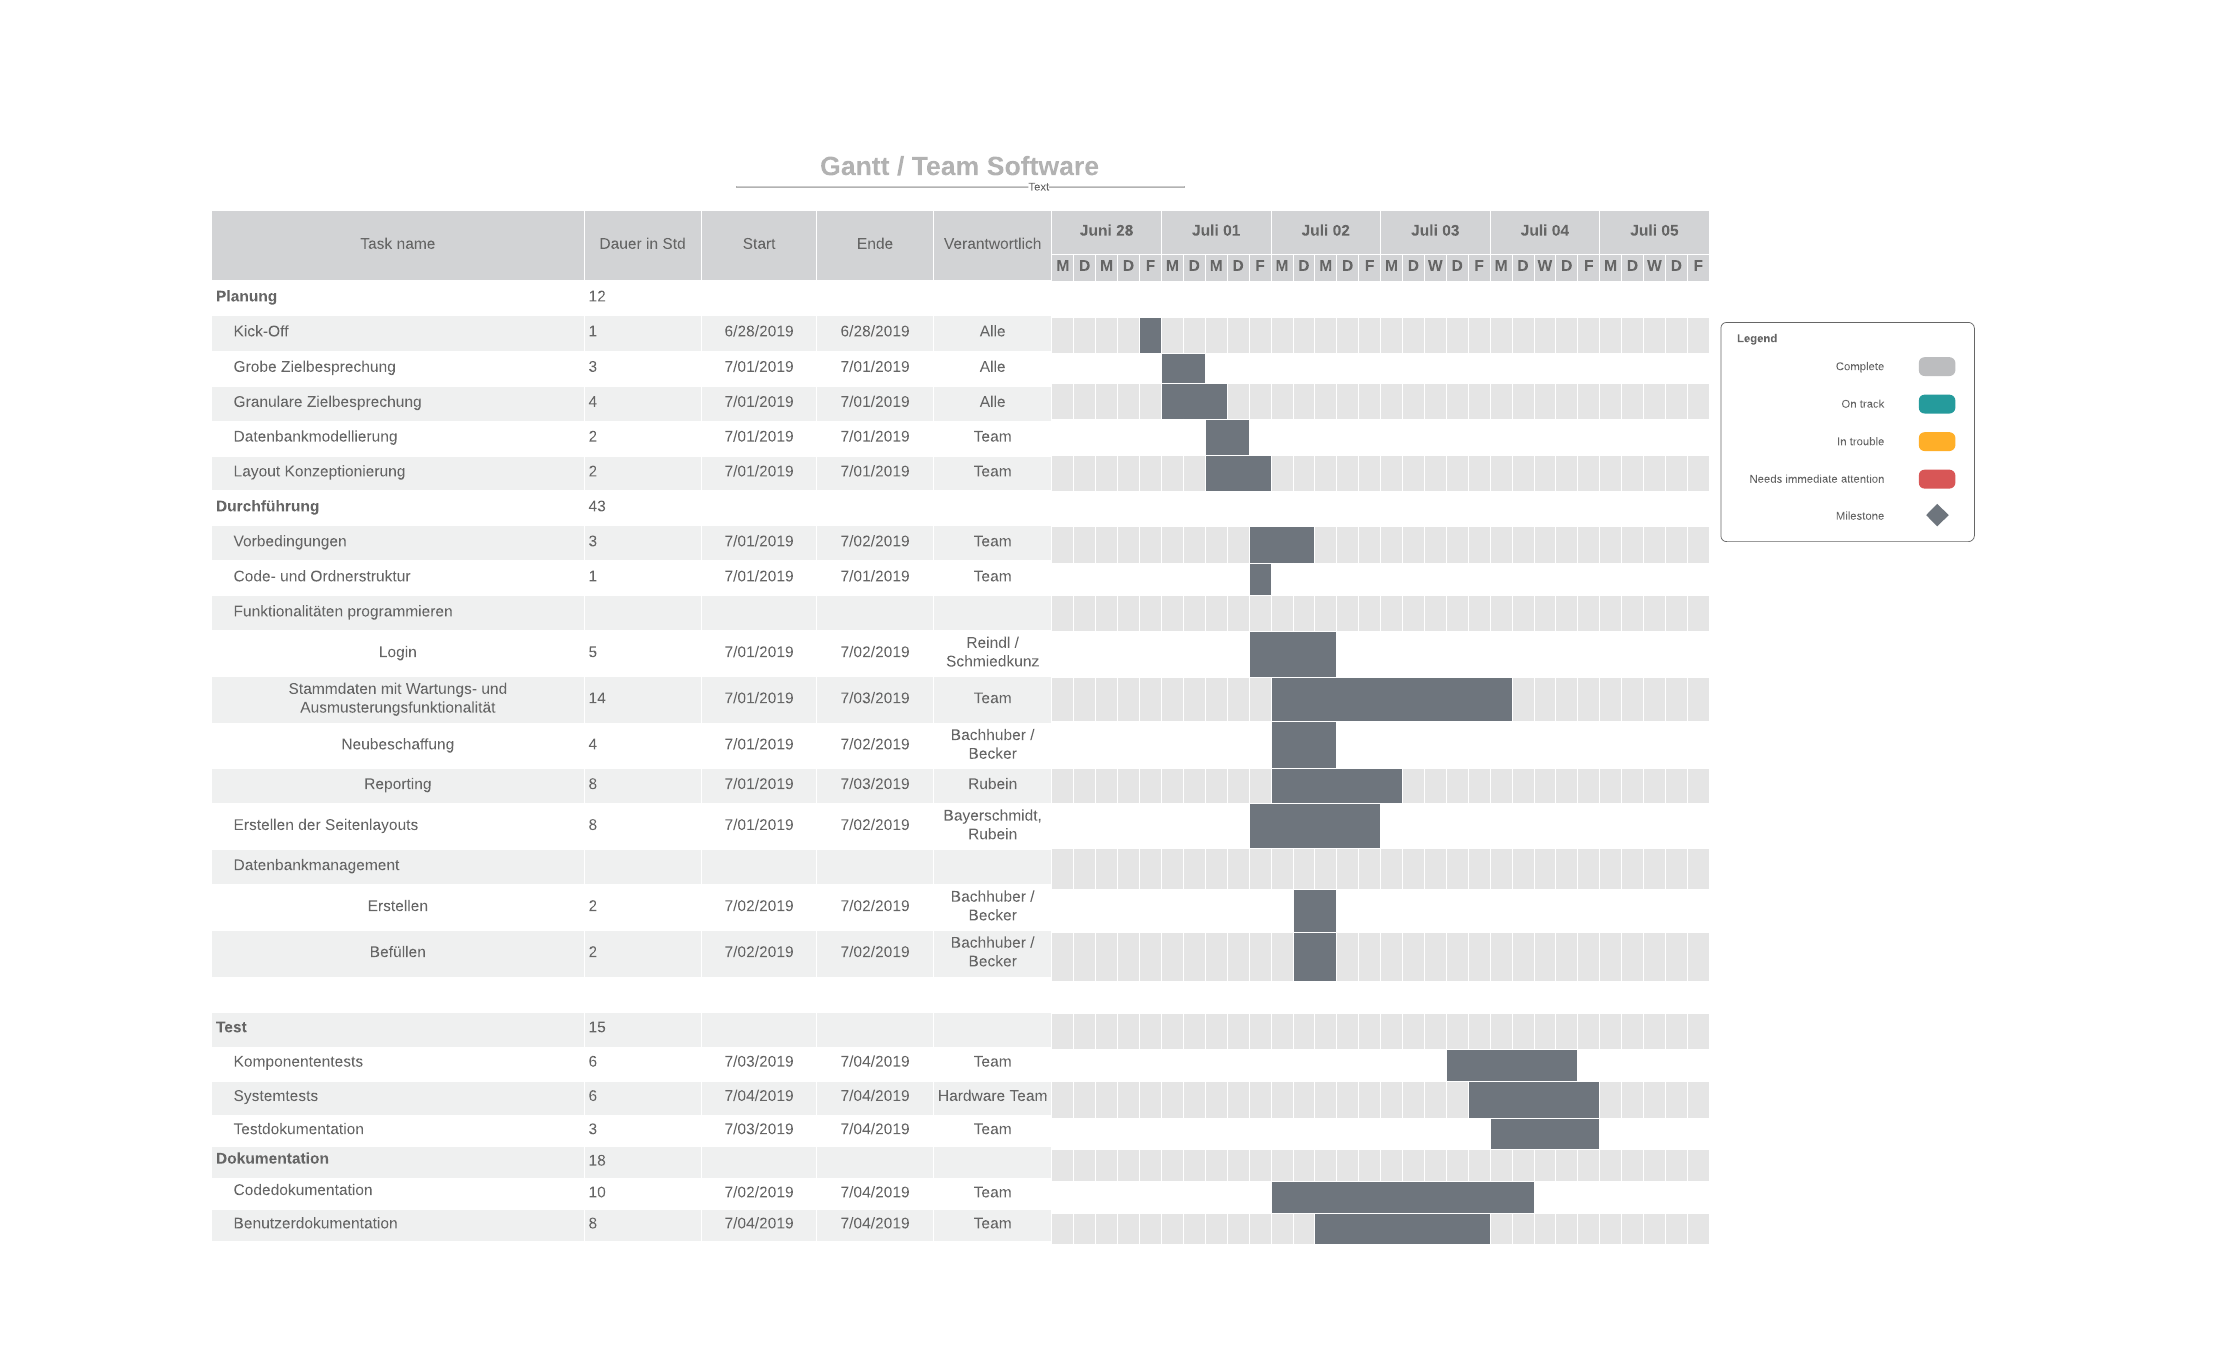 Gantt / Team Software
Text
Task name Dauer in Std Start Ende Verantwortlich Juni 28 Juli 01 Juli 02 Juli 03 Juli 04 Juli 05
M D M D F M D M D F M D M D F M D W D F M D W D F M D W D F
Planung 12
Kick-Off 1 6/28/2019 6/28/2019 Alle
Grobe Zielbesprechung 3 7/01/2019 7/01/2019 Alle
Granulare Zielbesprechung 4 7/01/2019 7/01/2019 Alle
Datenbankmodellierung 2 7/01/2019 7/01/2019 Team
Layout Konzeptionierung 2 7/01/2019 7/01/2019 Team
Durchführung 43
Vorbedingungen 3 7/01/2019 7/02/2019 Team
Code- und Ordnerstruktur 1 7/01/2019 7/01/2019 Team
Funktionalitäten programmieren
Login 5 7/01/2019 7/02/2019 Reindl /
Schmiedkunz
Stammdaten mit Wartungs- und
Ausmusterungsfunktionalität 14 7/01/2019 7/03/2019 Team
Neubeschaffung 4 7/01/2019 7/02/2019 Bachhuber /
Becker
Reporting 8 7/01/2019 7/03/2019 Rubein
Erstellen der Seitenlayouts 8 7/01/2019 7/02/2019 Bayerschmidt,
Rubein
Datenbankmanagement
Erstellen 2 7/02/2019 7/02/2019 Bachhuber /
Becker
Befüllen 2 7/02/2019 7/02/2019 Bachhuber /
Becker
Test 15
Komponententests 6 7/03/2019 7/04/2019 Team
Systemtests 6 7/04/2019 7/04/2019 Hardware Team
Testdokumentation 3 7/03/2019 7/04/2019 Team
Dokumentation 18
Codedokumentation 10 7/02/2019 7/04/2019 Team
Benutzerdokumentation 8 7/04/2019 7/04/2019 Team
Legend
Complete
On track
In trouble
Needs immediate attention
Milestone